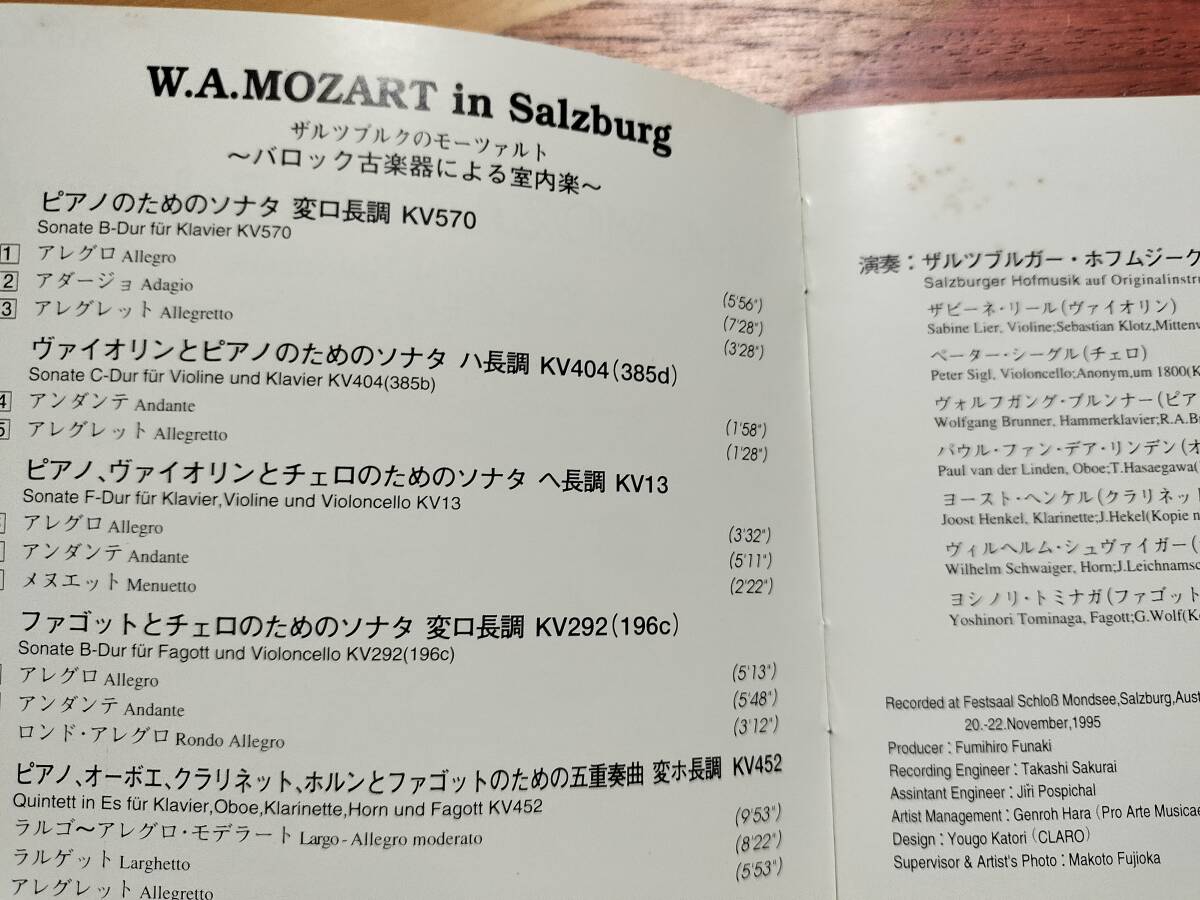 W.A.MOZART in Salzburg
ザルツブルクのモーツァルト
〜バロック古楽器による室内楽〜
ピアノのためのソナタ 変ロ長調 KV570
Sonate B-Dur für Klavier KV570
1 アレグロ Allegro (5'56")
2 アダージョ Adagio (7'28")
3 アレグレット Allegretto (3'28")
ヴァイオリンとピアノのためのソナタ ハ長調 KV404(385d)
Sonate C-Dur für Violine und Klavier KV404(385b)
4 アンダンテ Andante (1'58")
5 アレグレット Allegretto (1'28")
ピアノ、ヴァイオリンとチェロのためのソナタ ヘ長調 KV13
Sonate F-Dur für Klavier,Violine und Violoncello KV13
アレグロ Allegro (3'32")
アンダンテ Andante (5'11")
メヌエット Menuetto (2'22")
ファゴットとチェロのためのソナタ 変ロ長調 KV292(196c)
Sonate B-Dur für Fagott und Violoncello KV292(196c)
アレグロ Allegro (5'13")
アンダンテ Andante (5'48")
ロンド・アレグロ Rondo Allegro (3'12")
ピアノ、オーボエ、クラリネット、ホルンとファゴットのための五重奏曲 変ホ長調 KV452
Quintett in Es für Klavier,Oboe,Klarinette,Horn und Fagott KV452
ラルゴ〜アレグロ・モデラート Largo - Allegro moderato (9'53")
ラルゲット Larghetto (8'22")
アレグレット Allegretto (5'53")
演奏：ザルツブルガー・ホフムジーク
Salzburger Hofmusik auf Originalinstru
ザビーネ・リール(ヴァイオリン)
Sabine Lier, Violine;Sebastian Klotz,Mittenw
ペーター・シーグル(チェロ)
Peter Sigl, Violoncello;Anonym,um 1800(K
ヴォルフガング・ブルンナー(ピア
Wolfgang Brunner, Hammerklavier;R.A.B
パウル・ファン・デア・リンデン(オ
Paul van der Linden, Oboe;T.Hasaegawa(
ヨースト・ヘンケル(クラリネット
Joost Henkel, Klarinette;J.Hekel(Kopie n
ヴィルヘルム・シュヴァイガー(
Wilhelm Schwaiger, Horn;J.Leichnamsc
ヨシノリ・トミナガ(ファゴット
Yoshinori Tominaga, Fagott;G.Wolf(K
Recorded at Festsaal Schloß Mondsee,Salzburg,Aust
20.-22.November,1995
Producer : Fumihiro Funaki
Recording Engineer : Takashi Sakurai
Assintant Engineer : Jiří Pospichal
Artist Management : Genroh Hara (Pro Arte Musicae
Design : Yougo Katori (CLARO)
Supervisor & Artist's Photo : Makoto Fujioka